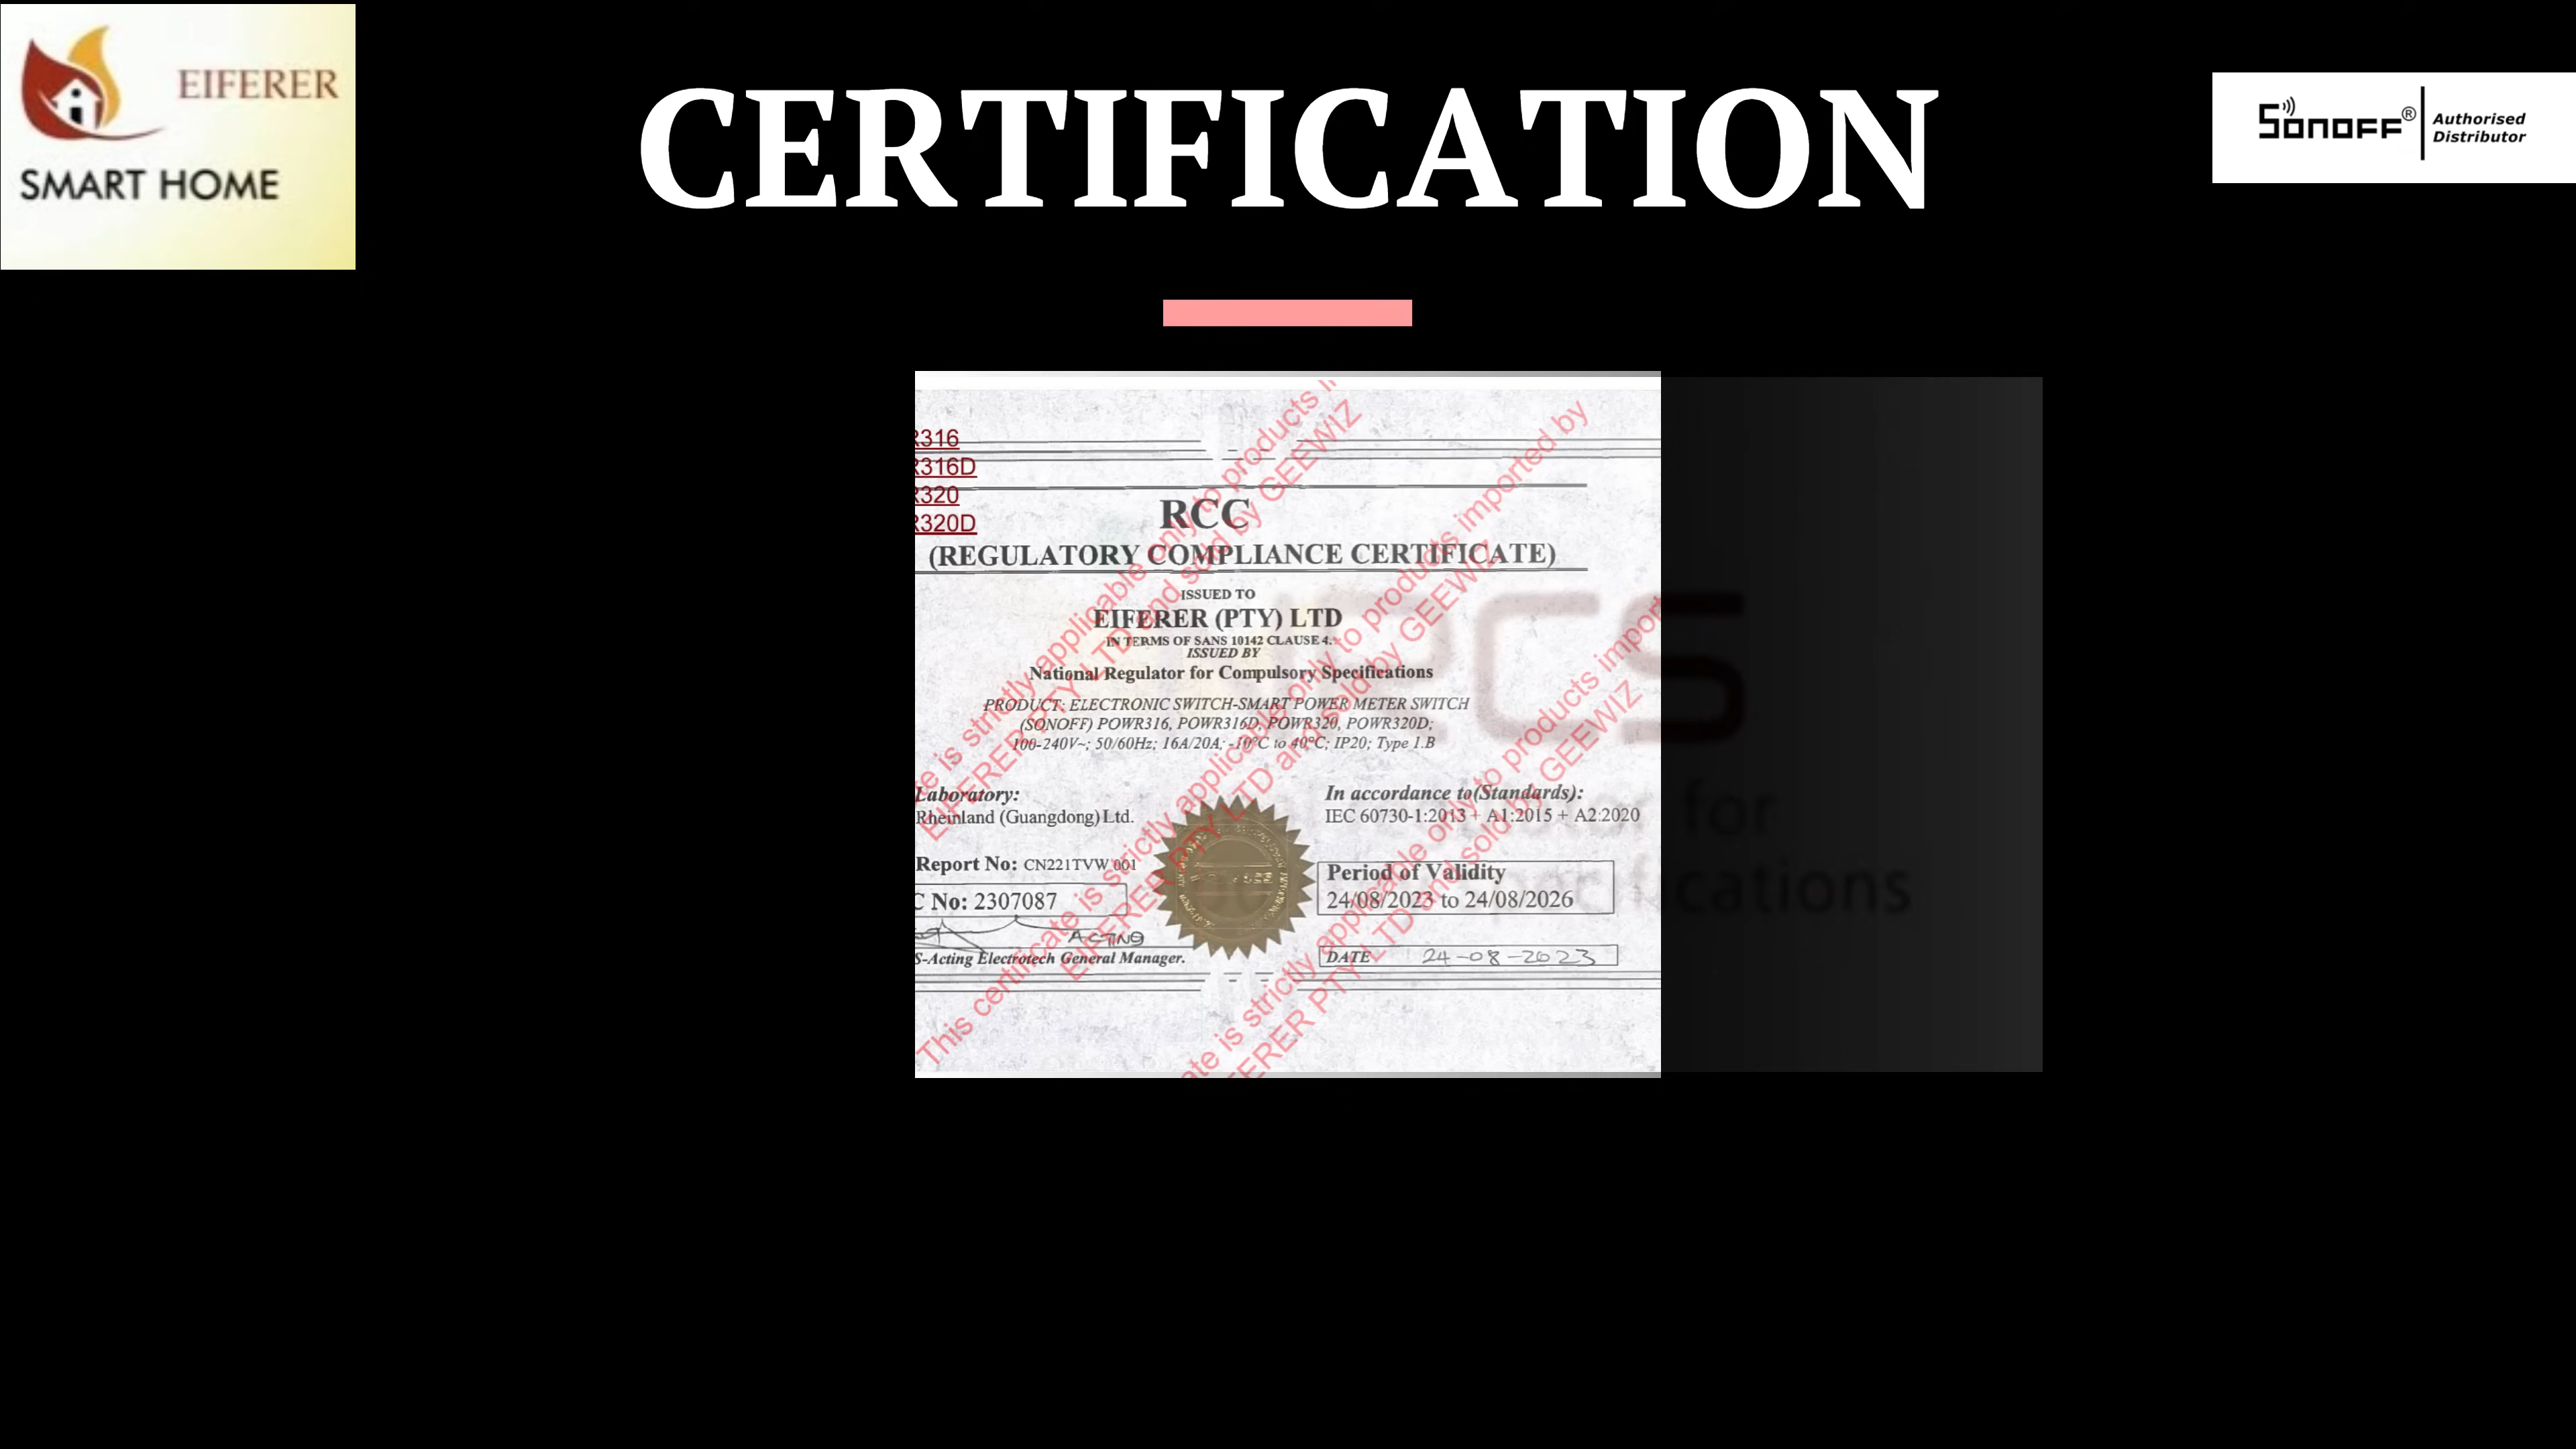 EIFERER
SMART HOME
CERTIFICATION
SONOFF® | Authorised
Distributor
R316
R316D
R320
R320D
RCC
(REGULATORY COMPLIANCE CERTIFICATE)
ISSUED TO
EIFERER (PTY) LTD
IN TERMS OF SANS 10142 CLAUSE 4.
ISSUED BY
National Regulator for Compulsory Specifications
PRODUCT: ELECTRONIC SWITCH-SMART POWER METER SWITCH
(SONOFF) POWR316, POWR316D, POWR320, POWR320D;
100-240V~; 50/60Hz; 16A/20A; -10°C to 40°C; IP20; Type 1.B
Laboratory:
Rheinland (Guangdong) Ltd.
In accordance to(Standards):
IEC 60730-1:2013 + A1:2015 + A2:2020
Report No: CN221TVW 001
C No: 2307087
Period of Validity
24/08/2023 to 24/08/2026
ACTING
S-Acting Electrotech General Manager.
DATE 24-08-2023
This certificate is strictly applicable only to products imported by
EIFERER PTY LTD and sold by GEEWIZ
RCS
for
ications